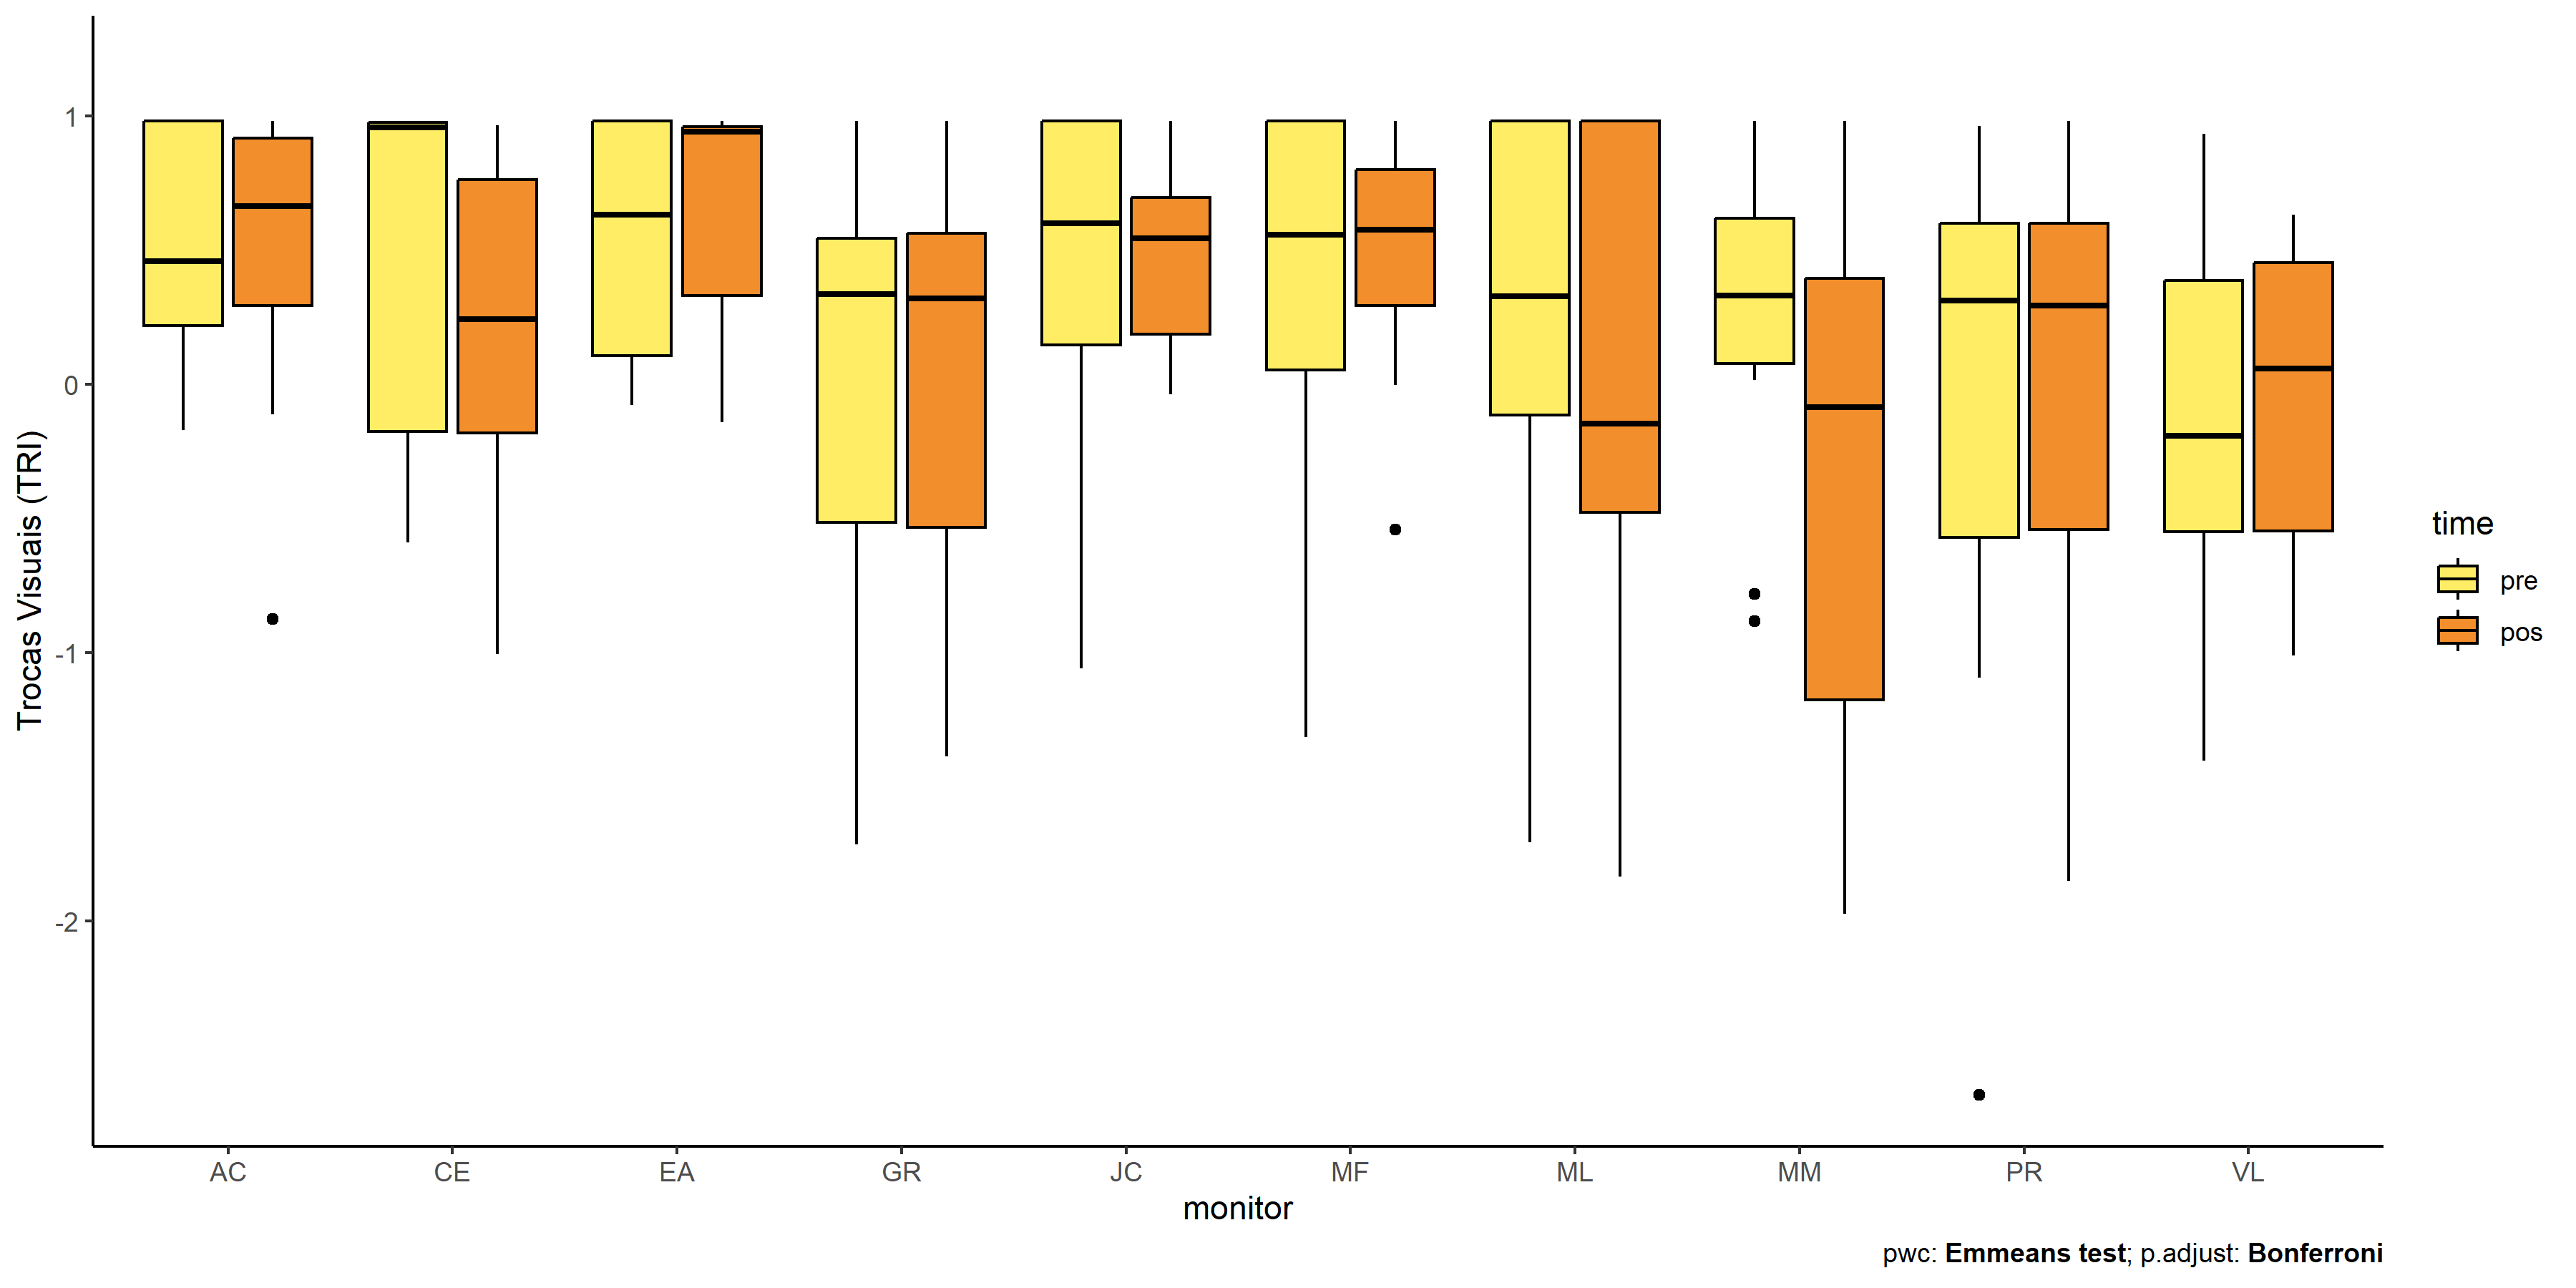 Trocas Visuais (TRI)
1
0
-1
-2
AC CE EA GR JC MF ML MM PR VL
monitor
time
pre
pos
pwc: Emmeans test; p.adjust: Bonferroni